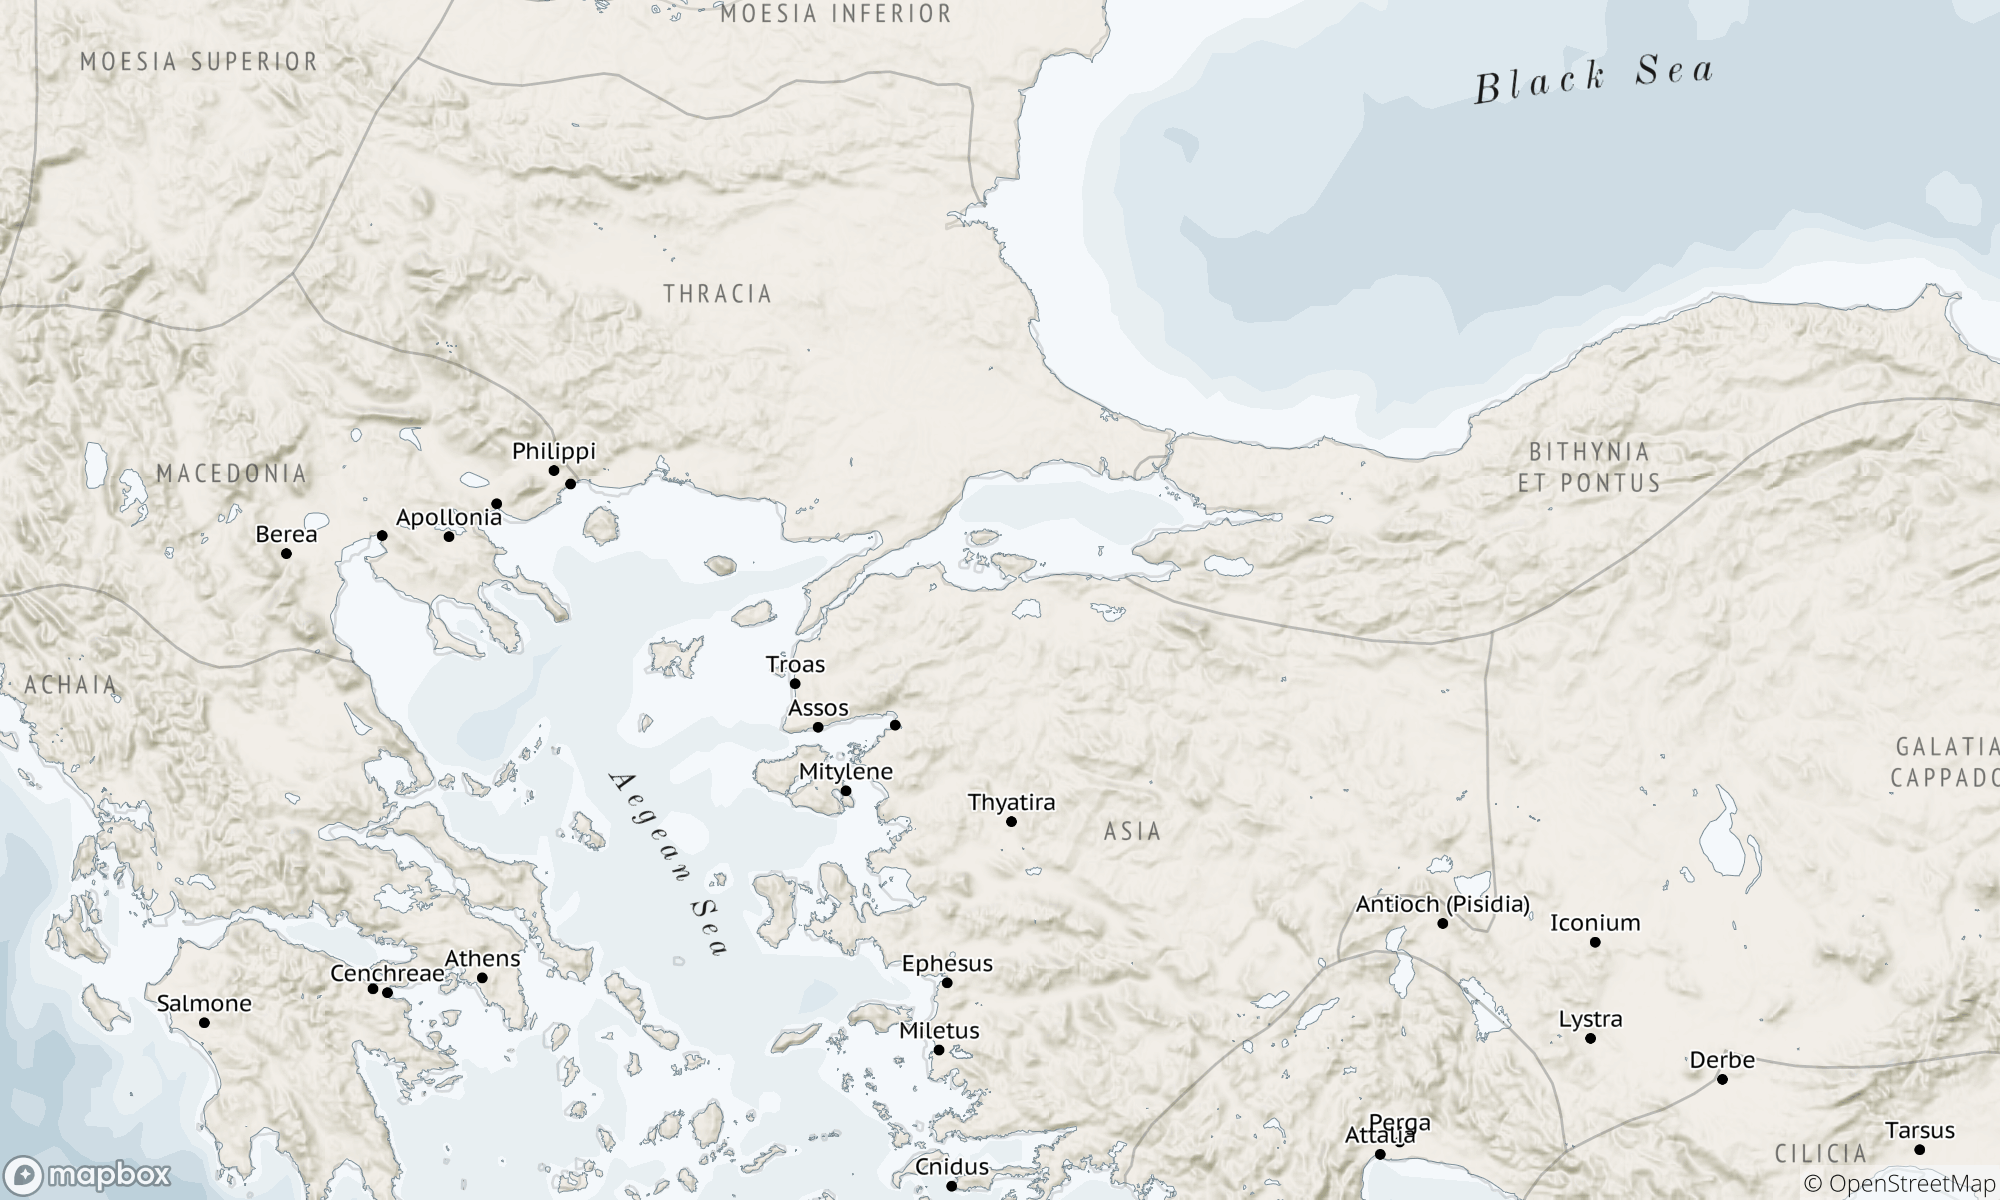 MOESIA INFERIOR
MOESIA SUPERIOR
Black Sea
THRACIA
Philippi
MACEDONIA
BITHYNIA
ET PONTUS
Apollonia
Berea
Troas
ACHAIA
Assos
GALATIA
CAPPADO
Mitylene
Aegean Sea
Thyatira
ASIA
Antioch (Pisidia)
Iconium
Athens
Ephesus
Cenchreae
Salmone
Lystra
Miletus
Derbe
Perga
Attalia
Tarsus
CILICIA
Cnidus
mapbox
© OpenStreetMap